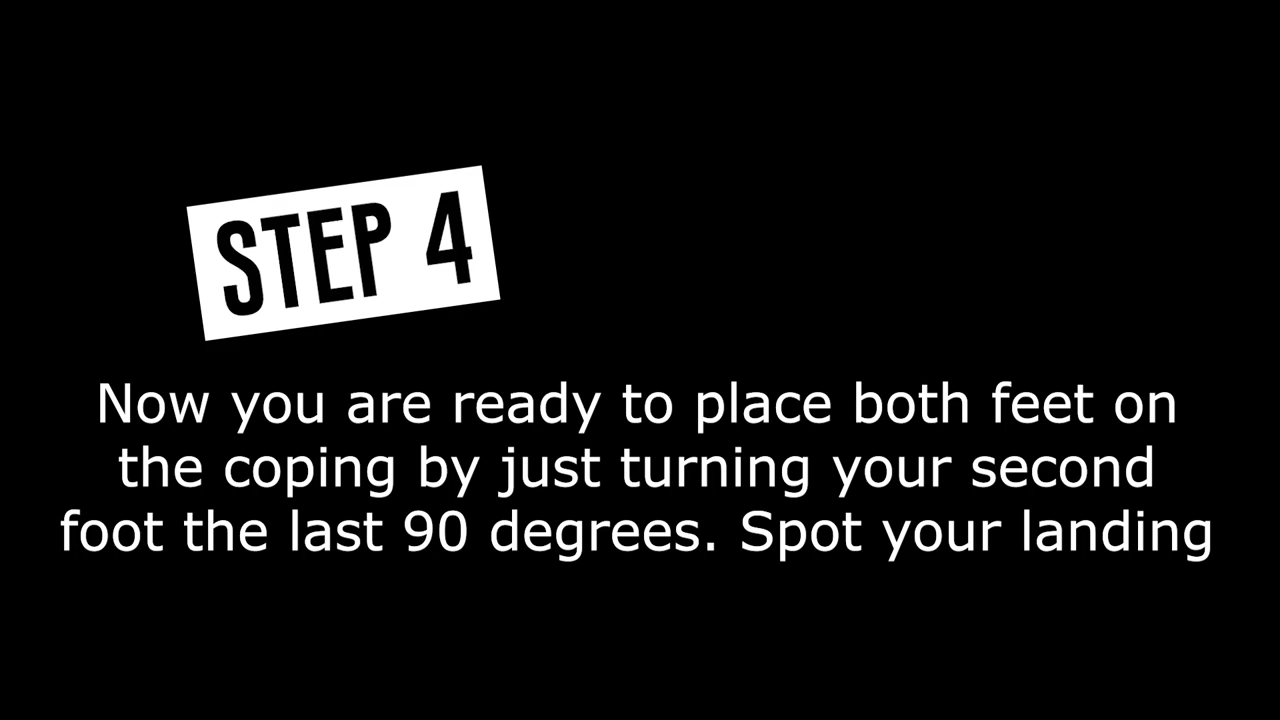 STEP 4
Now you are ready to place both feet on
the coping by just turning your second
foot the last 90 degrees. Spot your landing